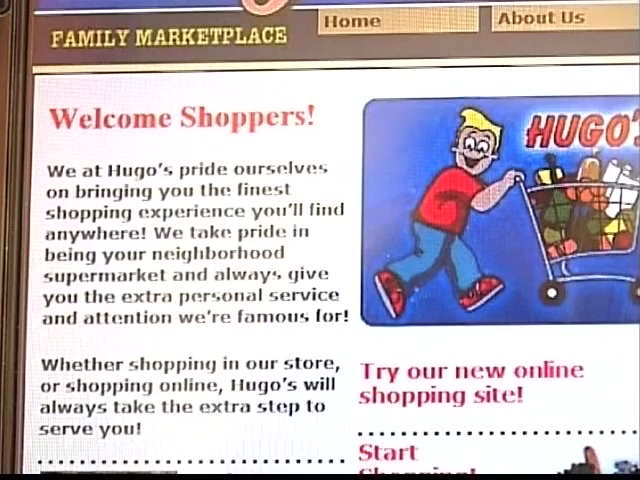 FAMILY MARKETPLACE
Home
About Us
Welcome Shoppers!
We at Hugo's pride ourselves
on bringing you the finest
shopping experience you'll find
anywhere! We take pride in
being your neighborhood
supermarket and always give
you the extra personal service
and attention we're famous for!
Whether shopping in our store,
or shopping online, Hugo's will
always take the extra step to
serve you!
HUGO'
Try our new online
shopping site!
Start
Shopping!